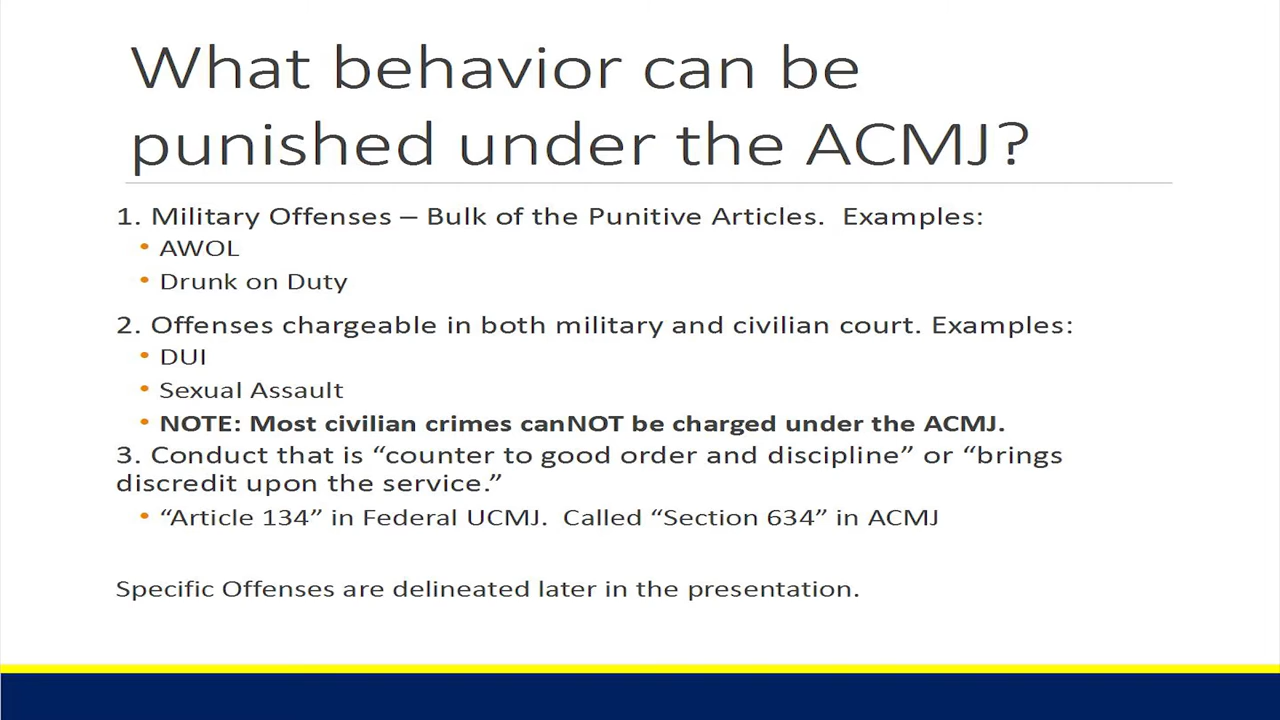 What behavior can be
punished under the ACMJ?
1. Military Offenses – Bulk of the Punitive Articles.  Examples:
• AWOL
• Drunk on Duty
2. Offenses chargeable in both military and civilian court. Examples:
• DUI
• Sexual Assault
• NOTE: Most civilian crimes canNOT be charged under the ACMJ.
3. Conduct that is “counter to good order and discipline” or “brings
discredit upon the service.”
• “Article 134” in Federal UCMJ.  Called “Section 634” in ACMJ
Specific Offenses are delineated later in the presentation.